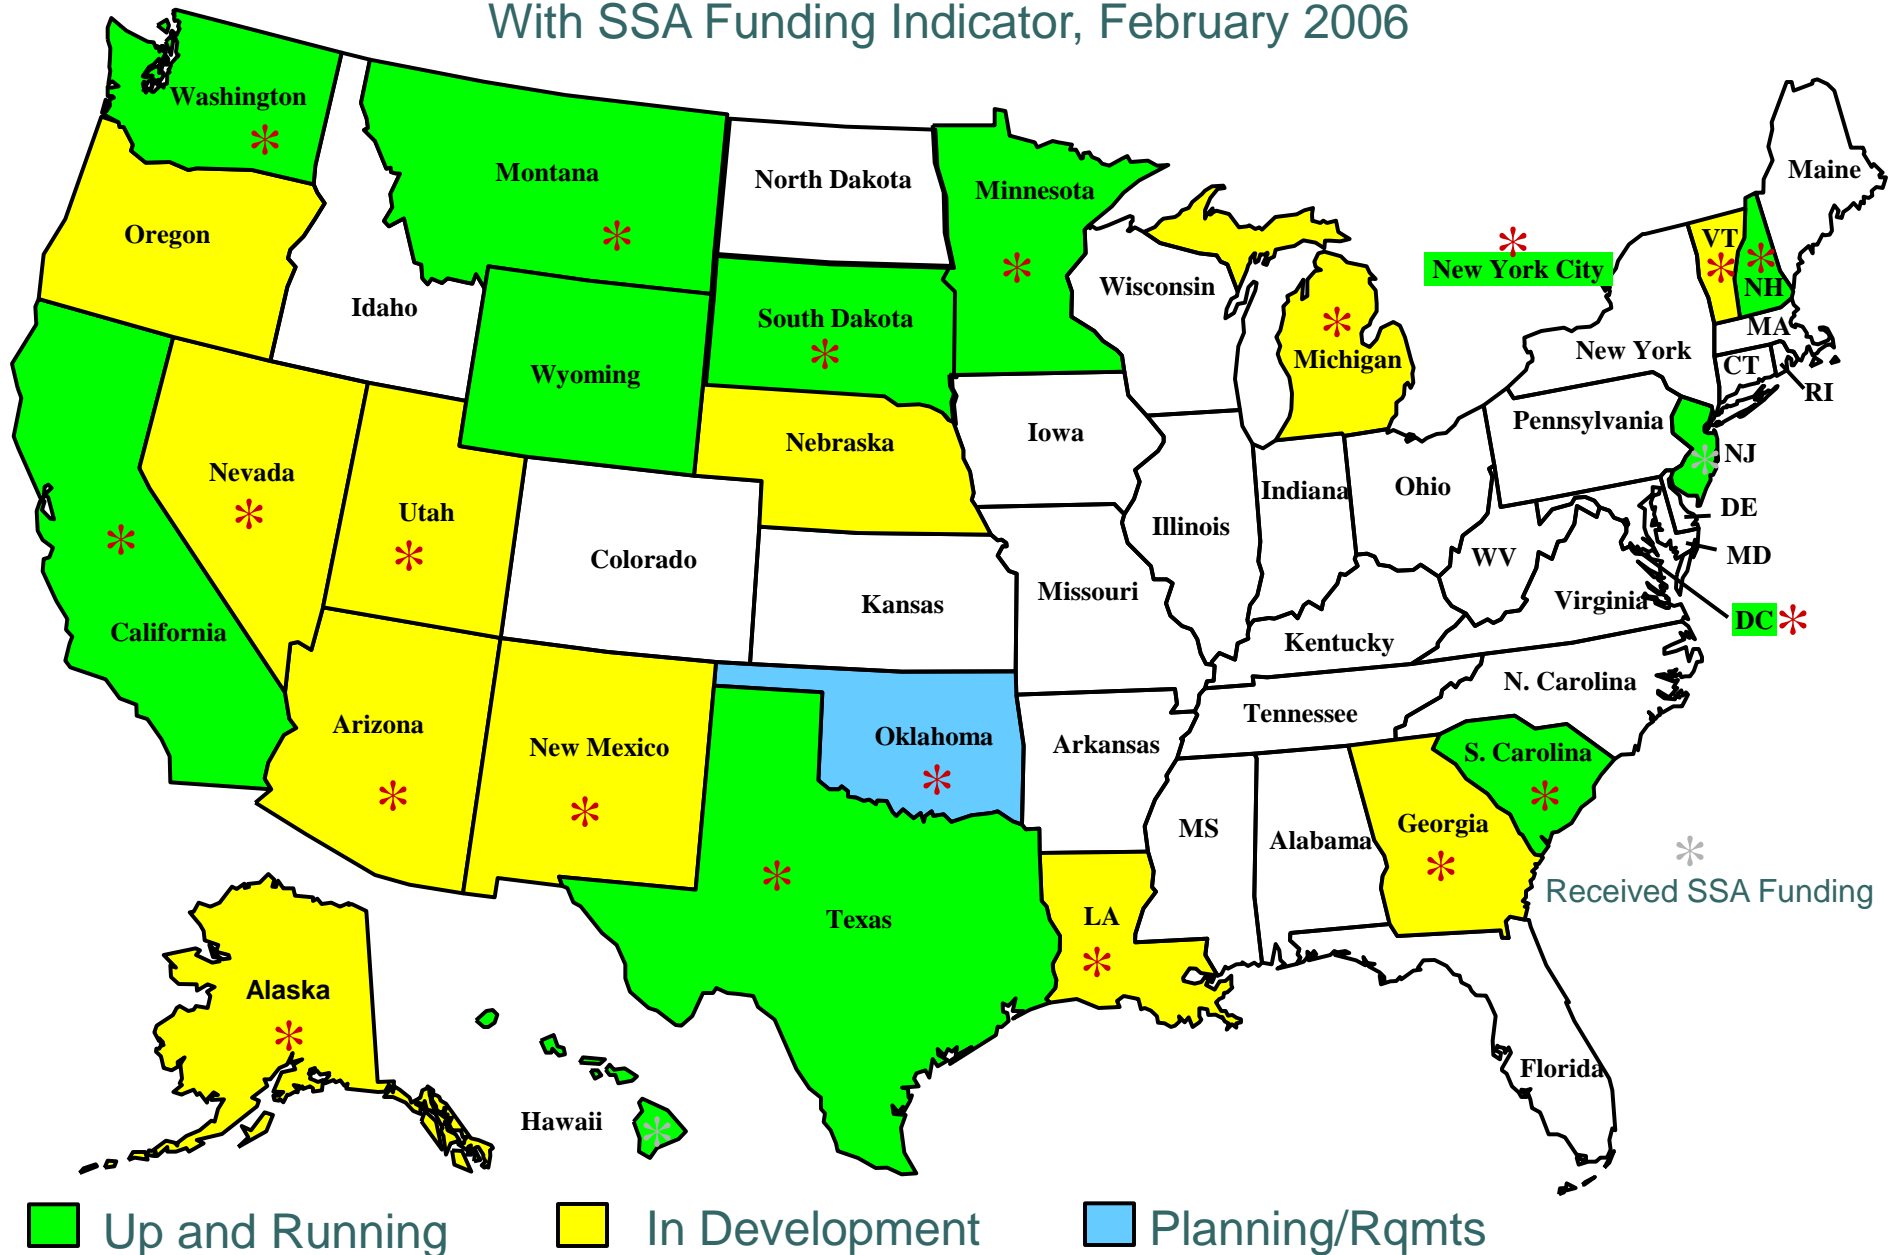 With SSA Funding Indicator, February 2006
Washington
Montana
North Dakota
Minnesota
Maine
Oregon
VT
New York City
NH
Idaho
Wisconsin
South Dakota
MA
New York
Michigan
CT
Wyoming
RI
Pennsylvania
Iowa
Nebraska
NJ
Nevada
Indiana
Ohio
Utah
DE
Illinois
Colorado
WV
MD
Missouri
Kansas
Virginia
DC
California
Kentucky
N. Carolina
Tennessee
Arizona
New Mexico
Oklahoma
Arkansas
S. Carolina
Georgia
MS
Alabama
Received SSA Funding
Texas
LA
Alaska
Florida
Hawaii
Up and Running
In Development
Planning/Rqmts